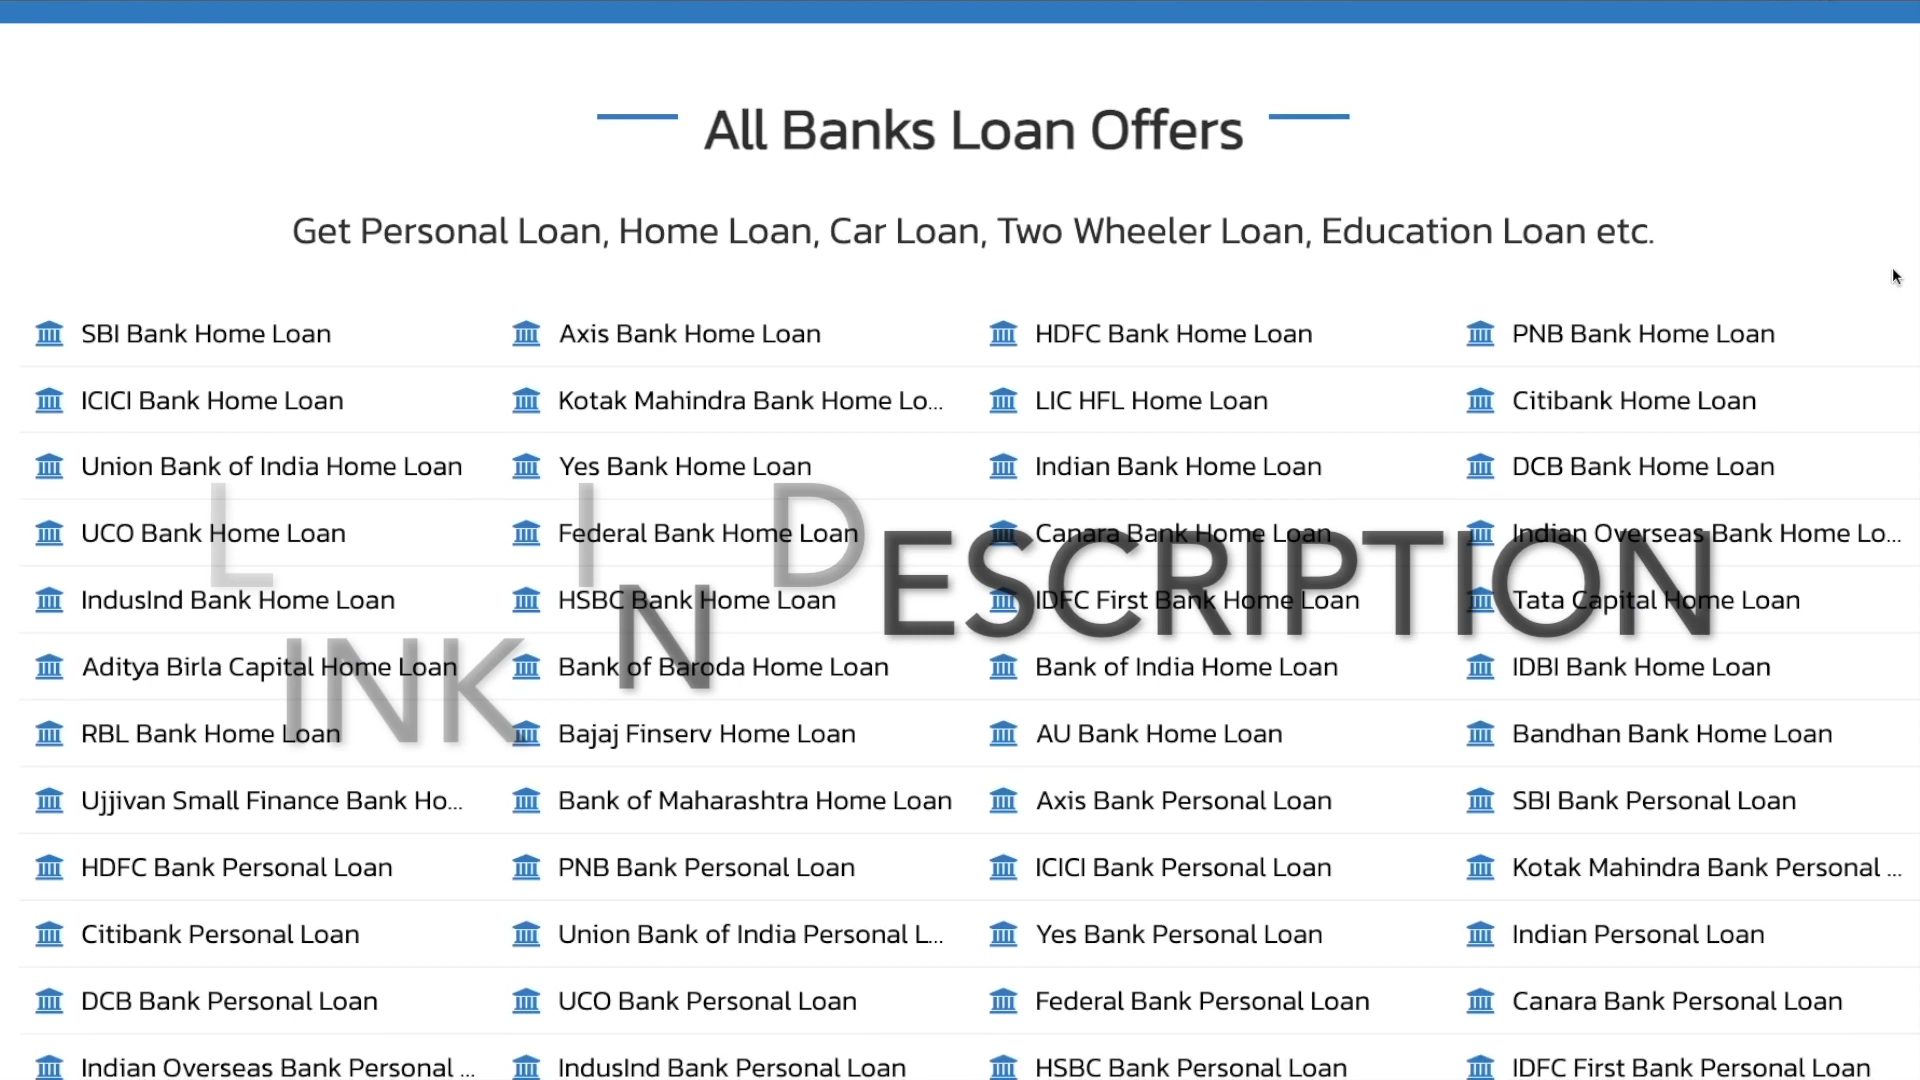 All Banks Loan Offers
Get Personal Loan, Home Loan, Car Loan, Two Wheeler Loan, Education Loan etc.
SBI Bank Home Loan Axis Bank Home Loan HDFC Bank Home Loan PNB Bank Home Loan
ICICI Bank Home Loan Kotak Mahindra Bank Home Lo... LIC HFL Home Loan Citibank Home Loan
Union Bank of India Home Loan Yes Bank Home Loan Indian Bank Home Loan DCB Bank Home Loan
UCO Bank Home Loan Federal Bank Home Loan Canara Bank Home Loan Indian Overseas Bank Home Lo...
IndusInd Bank Home Loan HSBC Bank Home Loan IDFC First Bank Home Loan Tata Capital Home Loan
LINK IN DESCRIPTION
Aditya Birla Capital Home Loan Bank of Baroda Home Loan Bank of India Home Loan IDBI Bank Home Loan
RBL Bank Home Loan Bajaj Finserv Home Loan AU Bank Home Loan Bandhan Bank Home Loan
Ujjivan Small Finance Bank Ho... Bank of Maharashtra Home Loan Axis Bank Personal Loan SBI Bank Personal Loan
HDFC Bank Personal Loan PNB Bank Personal Loan ICICI Bank Personal Loan Kotak Mahindra Bank Personal ...
Citibank Personal Loan Union Bank of India Personal L... Yes Bank Personal Loan Indian Personal Loan
DCB Bank Personal Loan UCO Bank Personal Loan Federal Bank Personal Loan Canara Bank Personal Loan
Indian Overseas Bank Personal ... IndusInd Bank Personal Loan HSBC Bank Personal Loan IDFC First Bank Personal Loan